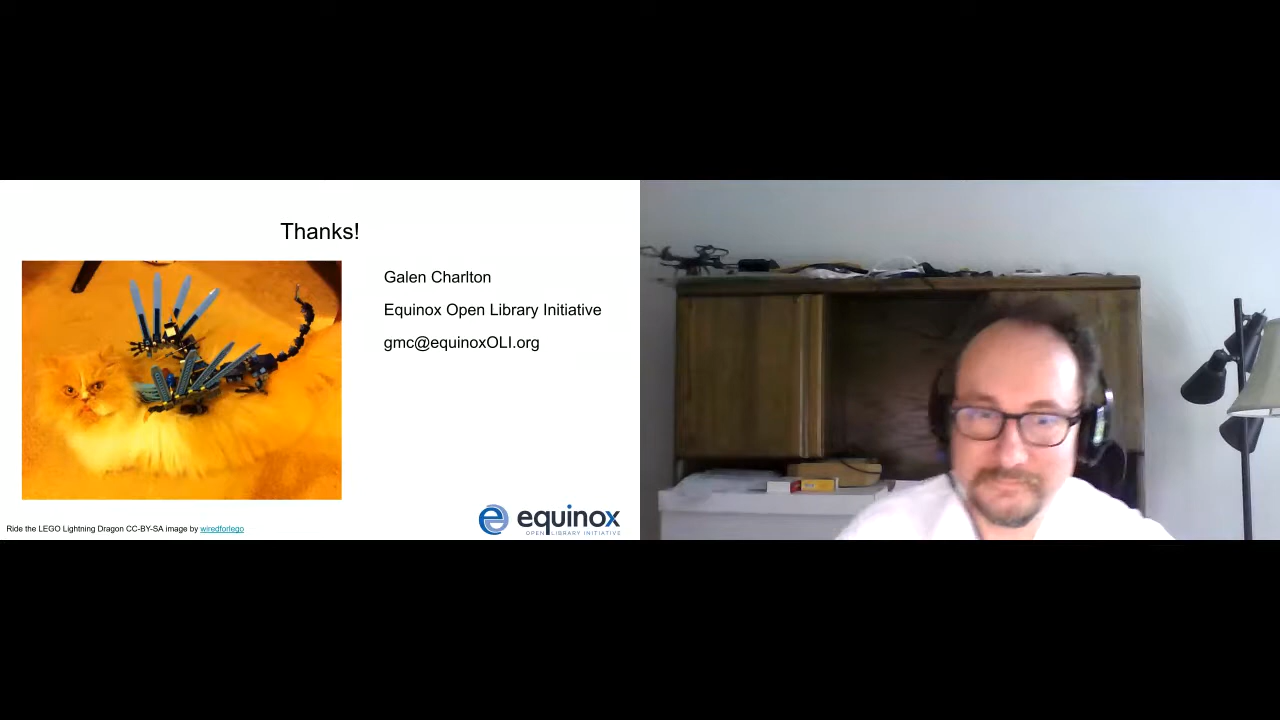 Thanks!
Galen Charlton
Equinox Open Library Initiative
gmc@equinoxOLI.org
Ride the LEGO Lightning Dragon CC-BY-SA image by wiredforlego
equinox
OPEN LIBRARY INITIATIVE